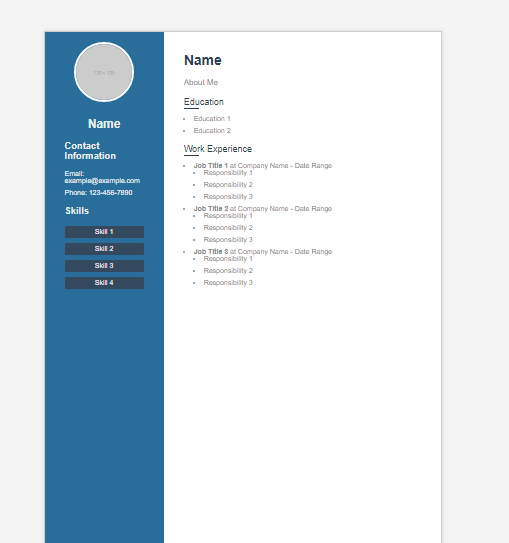 Name
Contact
Information
Email:
example@example.com
Phone: 123-456-7890
Skills
Skill 1
Skill 2
Skill 3
Skill 4
Name
About Me
Education
Education 1
Education 2
Work Experience
Job Title 1 at Company Name - Date Range
Responsibility 1
Responsibility 2
Responsibility 3
Job Title 2 at Company Name - Date Range
Responsibility 1
Responsibility 2
Responsibility 3
Job Title 3 at Company Name - Date Range
Responsibility 1
Responsibility 2
Responsibility 3